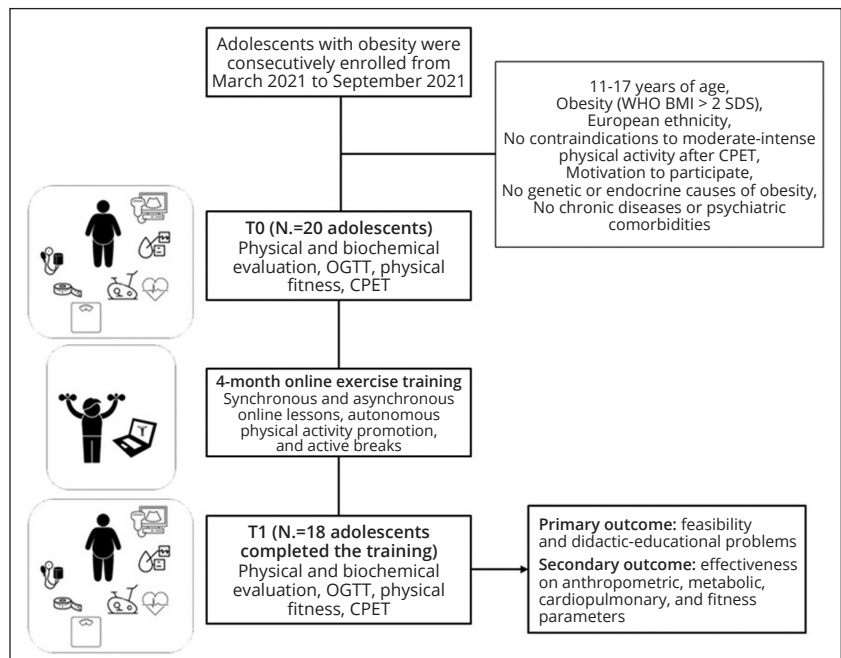 Adolescents with obesity were
consecutively enrolled from
March 2021 to September 2021
11-17 years of age,
Obesity (WHO BMI > 2 SDS),
European ethnicity,
No contraindications to moderate-intense
physical activity after CPET,
Motivation to participate,
No genetic or endocrine causes of obesity,
No chronic diseases or psychiatric
comorbidities
T0 (N.=20 adolescents)
Physical and biochemical
evaluation, OGTT, physical
fitness, CPET
4-month online exercise training
Synchronous and asynchronous
online lessons, autonomous
physical activity promotion,
and active breaks
T1 (N.=18 adolescents
completed the training)
Physical and biochemical
evaluation, OGTT, physical
fitness, CPET
Primary outcome: feasibility
and didactic-educational problems
Secondary outcome: effectiveness
on anthropometric, metabolic,
cardiopulmonary, and fitness
parameters